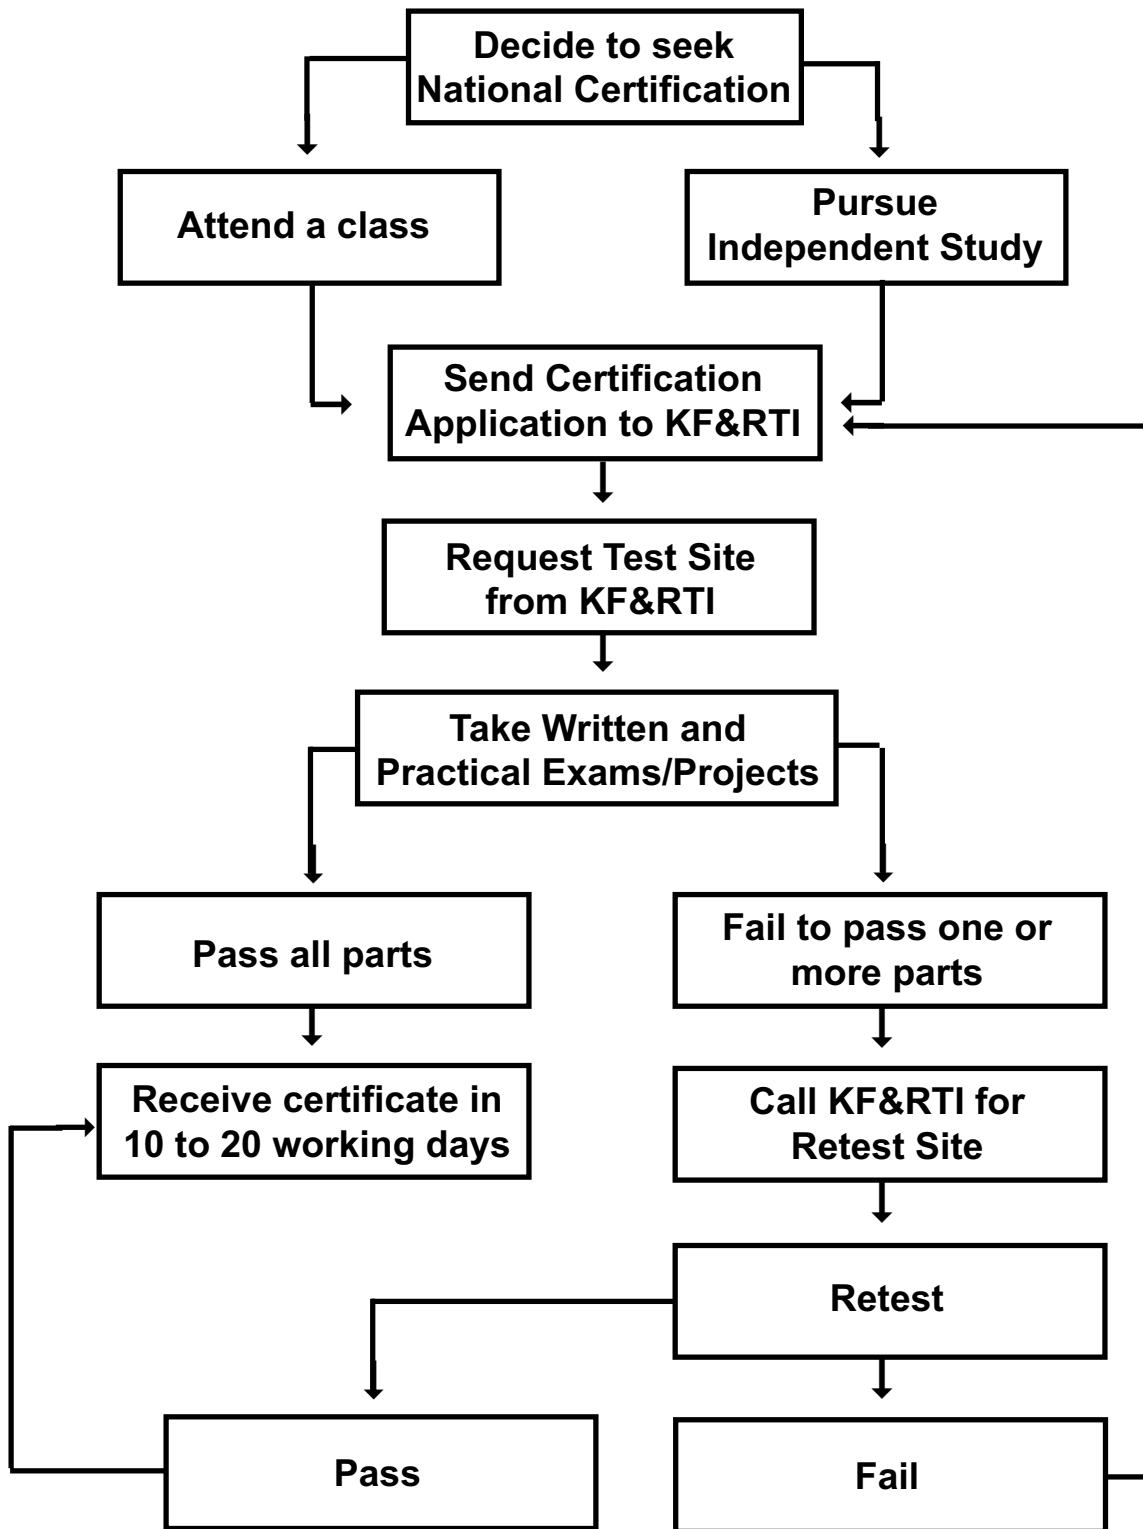 Decide to seek
National Certification
Attend a class
Pursue
Independent Study
Send Certification
Application to KF&RTI
Request Test Site
from KF&RTI
Take Written and
Practical Exams/Projects
Pass all parts
Fail to pass one or
more parts
Receive certificate in
10 to 20 working days
Call KF&RTI for
Retest Site
Retest
Pass
Fail